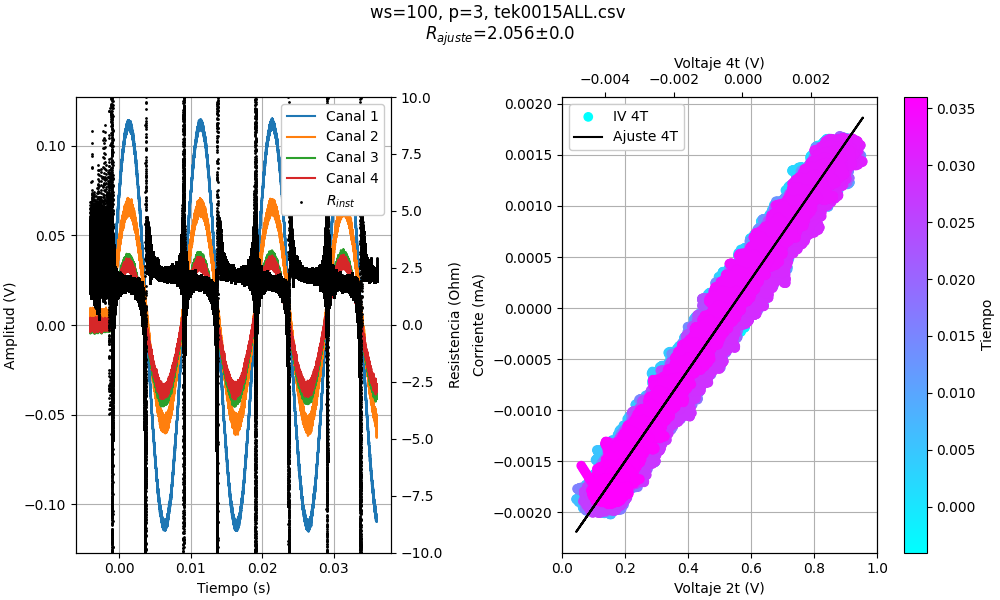 ws=100, p=3, tek0015ALL.csv
R_ajuste=2.056±0.0
Canal 1
Canal 2
Canal 3
Canal 4
R_inst
0.10
0.05
0.00
−0.05
−0.10
Amplitud (V)
0.00 0.01 0.02 0.03
Tiempo (s)
10.0
7.5
5.0
2.5
0.0
−2.5
−5.0
−7.5
−10.0
Resistencia (Ohm)
Voltaje 4t (V)
−0.004 −0.002 0.000 0.002
IV 4T
Ajuste 4T
0.0020
0.0015
0.0010
0.0005
0.0000
−0.0005
−0.0010
−0.0015
−0.0020
Corriente (mA)
0.0 0.2 0.4 0.6 0.8 1.0
Voltaje 2t (V)
0.035
0.030
0.025
0.020
0.015
0.010
0.005
0.000
Tiempo